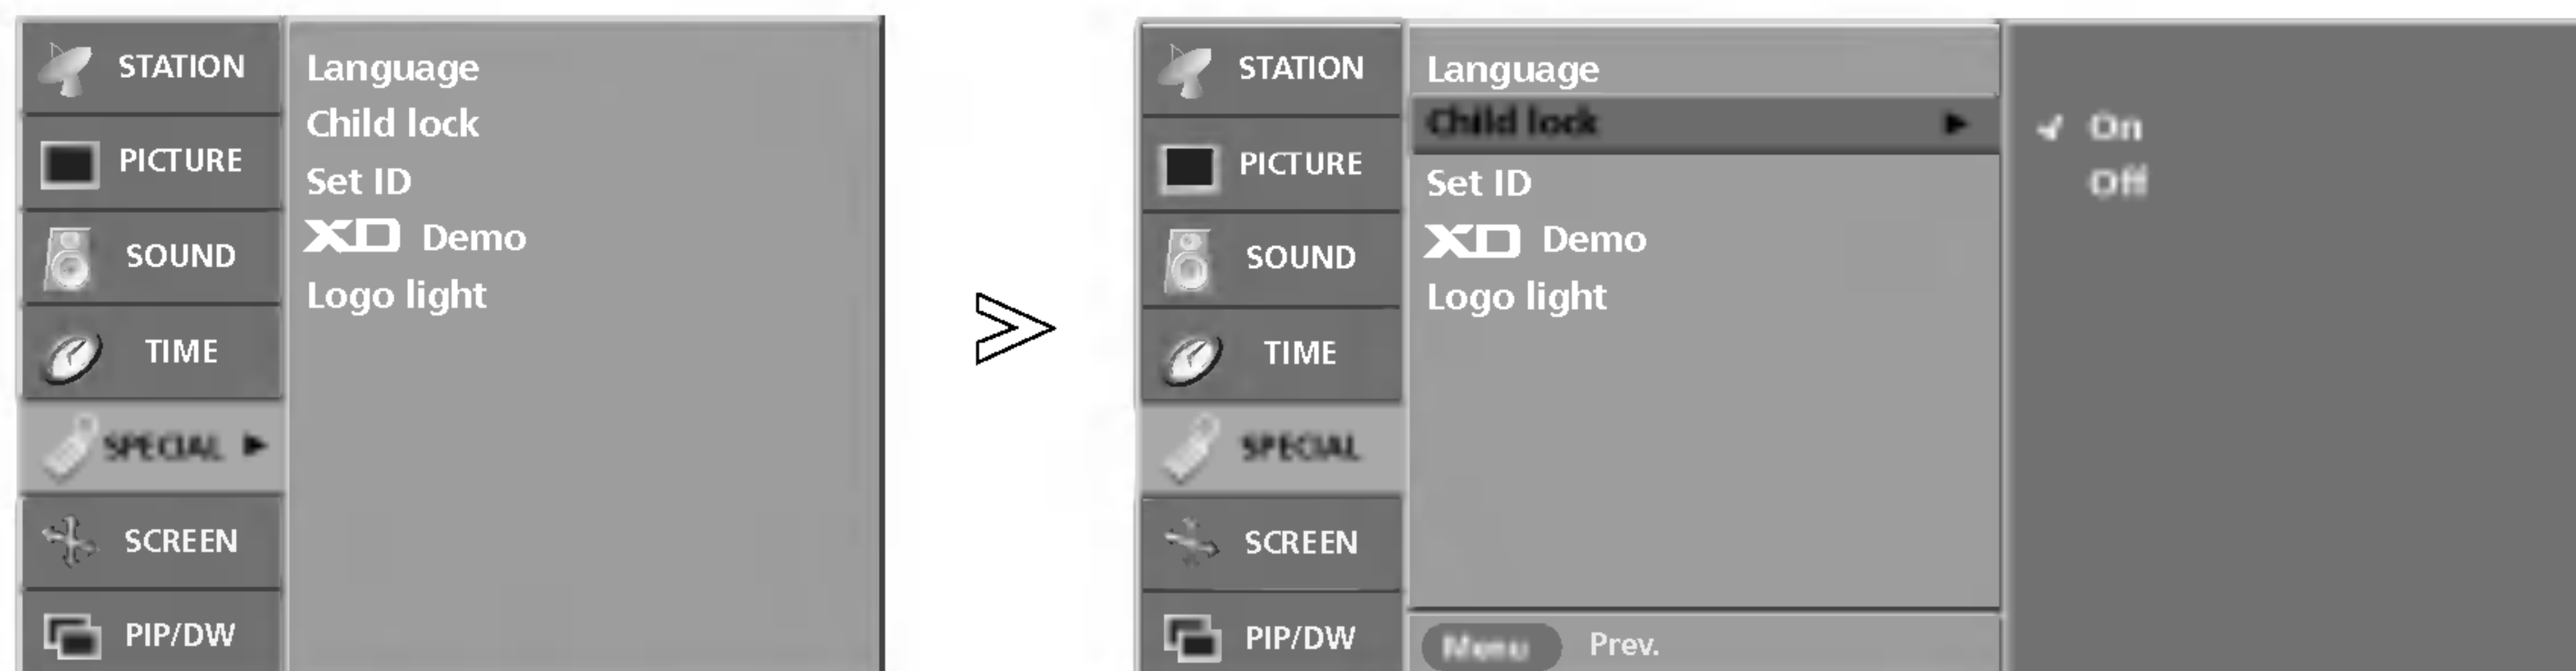 STATION
PICTURE
SOUND
TIME
SPECIAL
SCREEN
PIP/DW
Language
Child lock
Set ID
XD Demo
Logo light
STATION
PICTURE
SOUND
TIME
SPECIAL
SCREEN
PIP/DW
Language
Child lock
Set ID
XD Demo
Logo light
Menu Prev.
On
Off